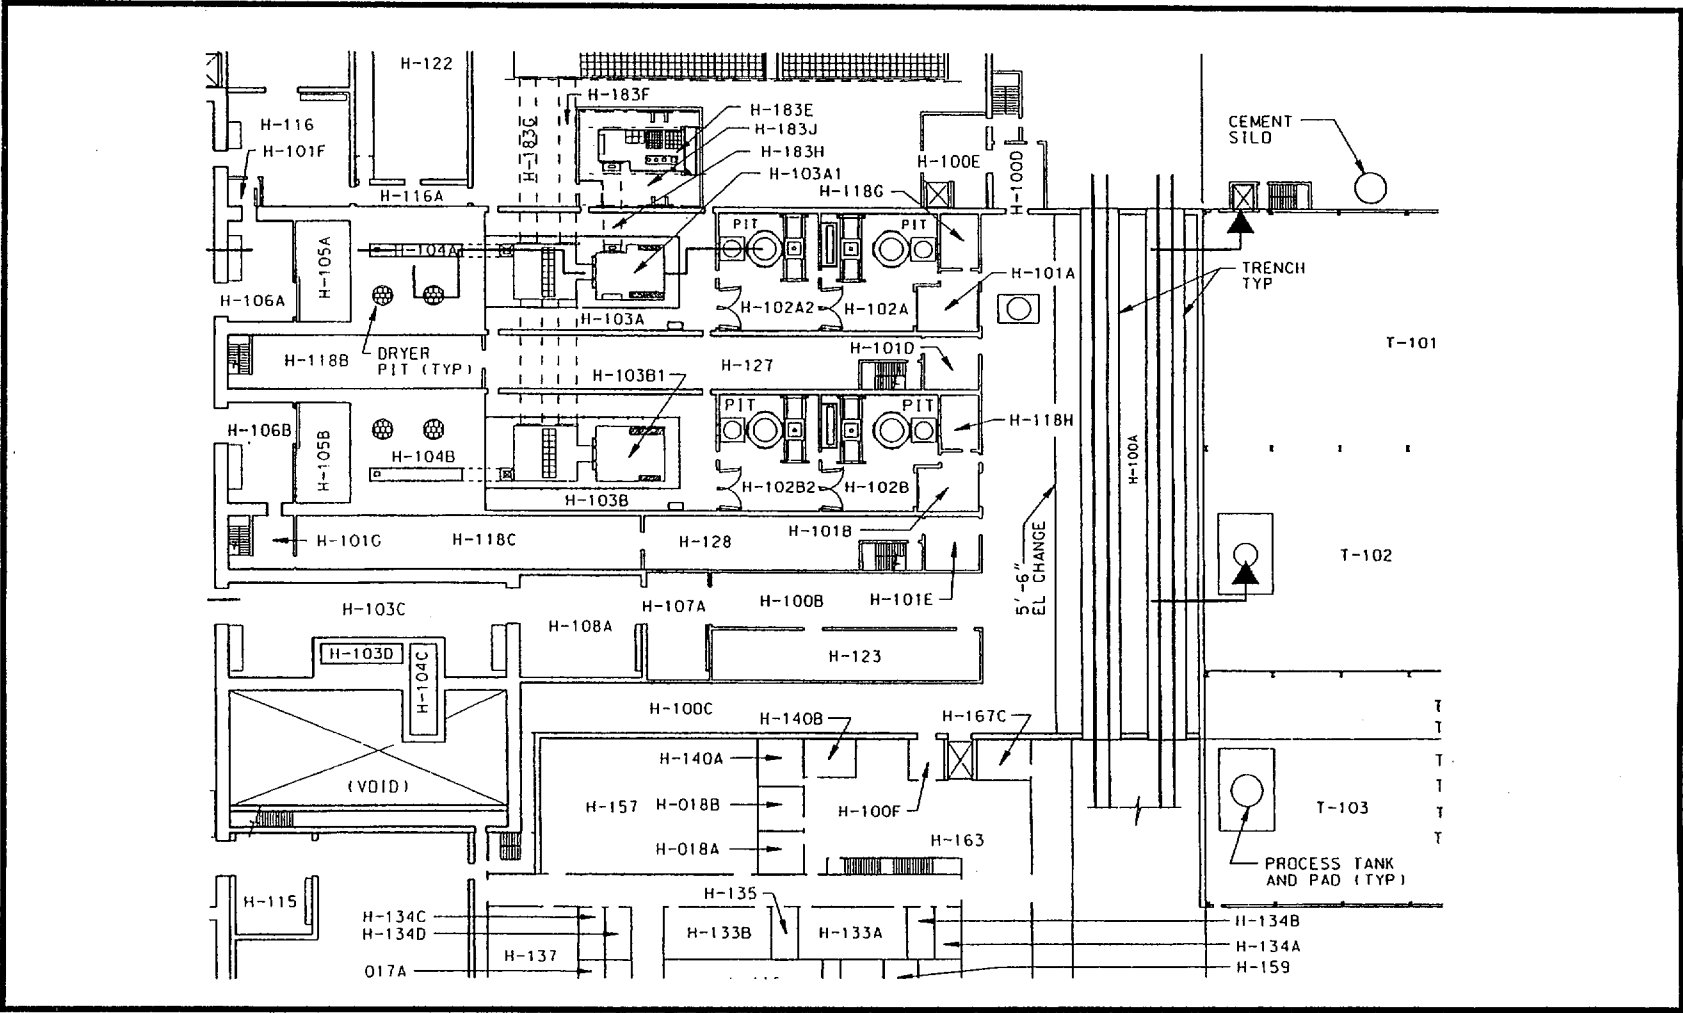 H-122
H-183F
H-183G
H-183E
H-183J
H-183H
H-103A1
H-116
H-101F
H-116A
H-100E
H-100D
H-118G
CEMENT
SILO
PIT
PIT
H-104A
H-105A
H-106A
H-101A
TRENCH
TYP
H-102A2
H-102A
H-103A
H-118B
DRYER
PIT (TYP)
H-127
H-101D
T-101
H-103B1
PIT
PIT
H-118H
H-106B
H-105B
H-104B
H-100A
H-102B2
H-102B
H-103B
H-101G
H-118C
H-128
H-101B
5'-6"
EL CHANGE
T-102
H-103C
H-108A
H-107A
H-100B
H-101E
H-103D
H-104C
H-123
H-100C
H-140B
H-167C
H-140A
(VOID)
H-157
H-018B
H-100F
T-103
H-018A
H-163
PROCESS TANK
AND PAD (TYP)
H-115
H-135
H-134C
H-134D
H-137
H-133B
H-133A
H-134B
H-134A
017A
H-159
T
T
T
T
T
T